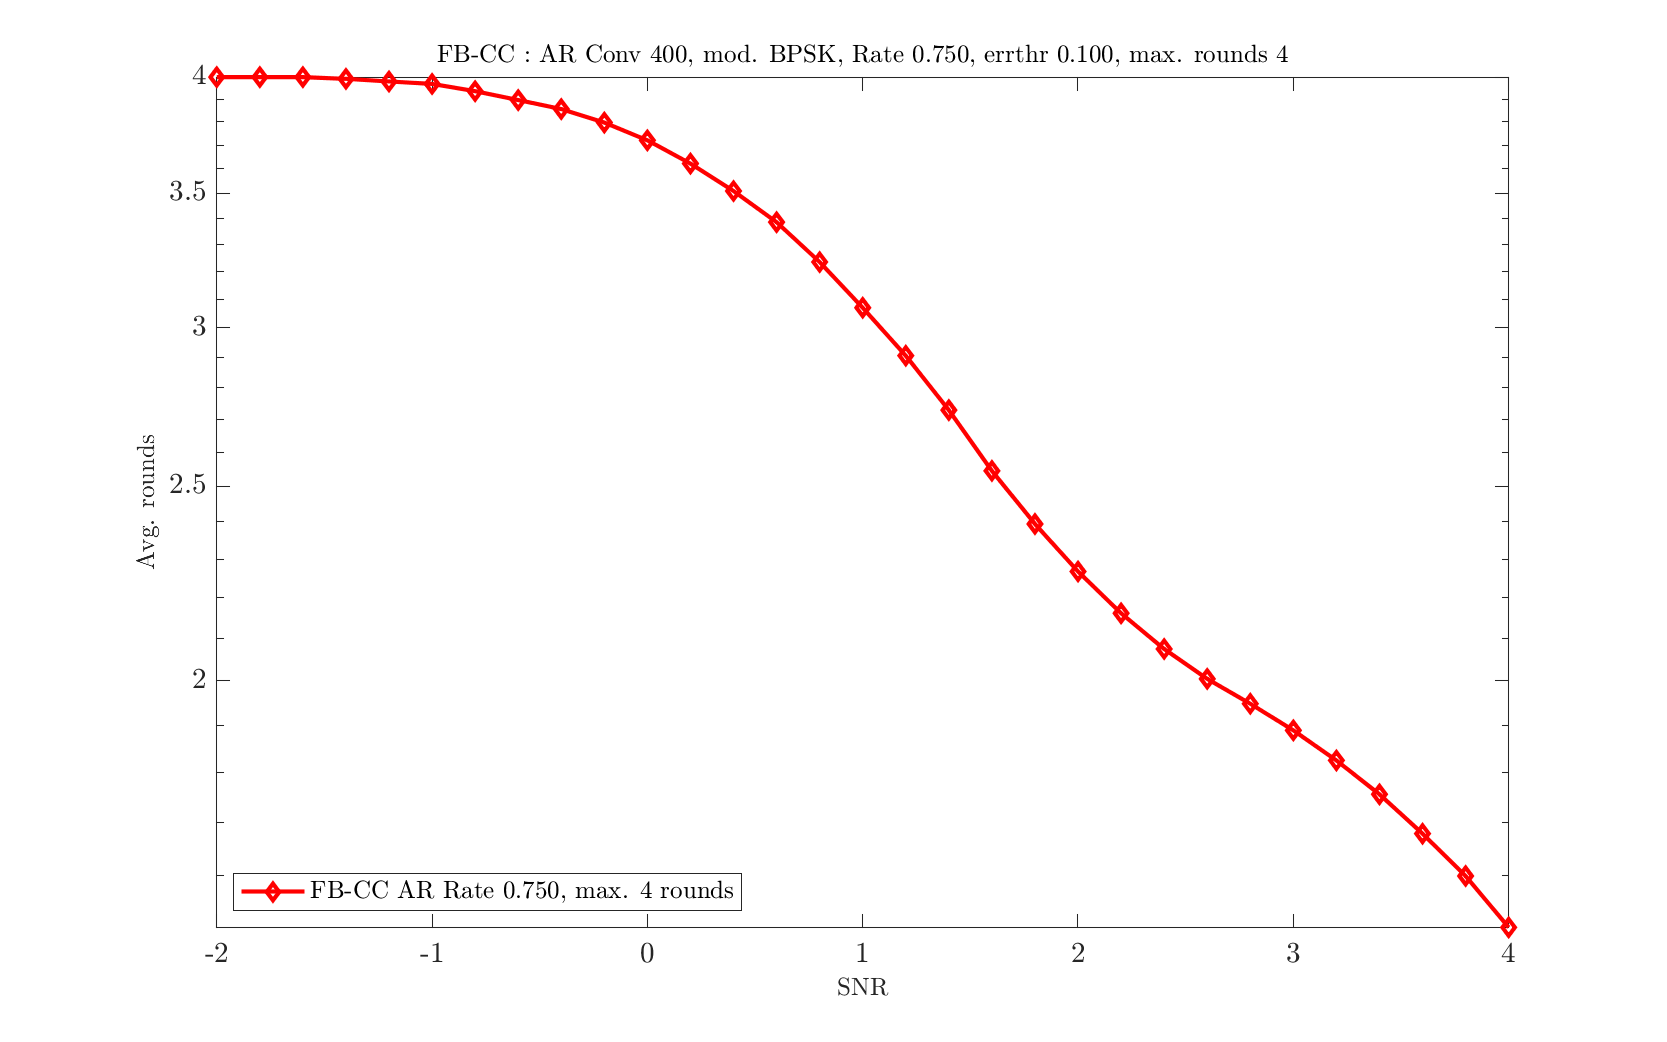 FB-CC : AR Conv 400, mod. BPSK, Rate 0.750, errthr 0.100, max. rounds 4
4
3.5
3
2.5
2
Avg. rounds
FB-CC AR Rate 0.750, max. 4 rounds
-2 -1 0 1 2 3 4
SNR